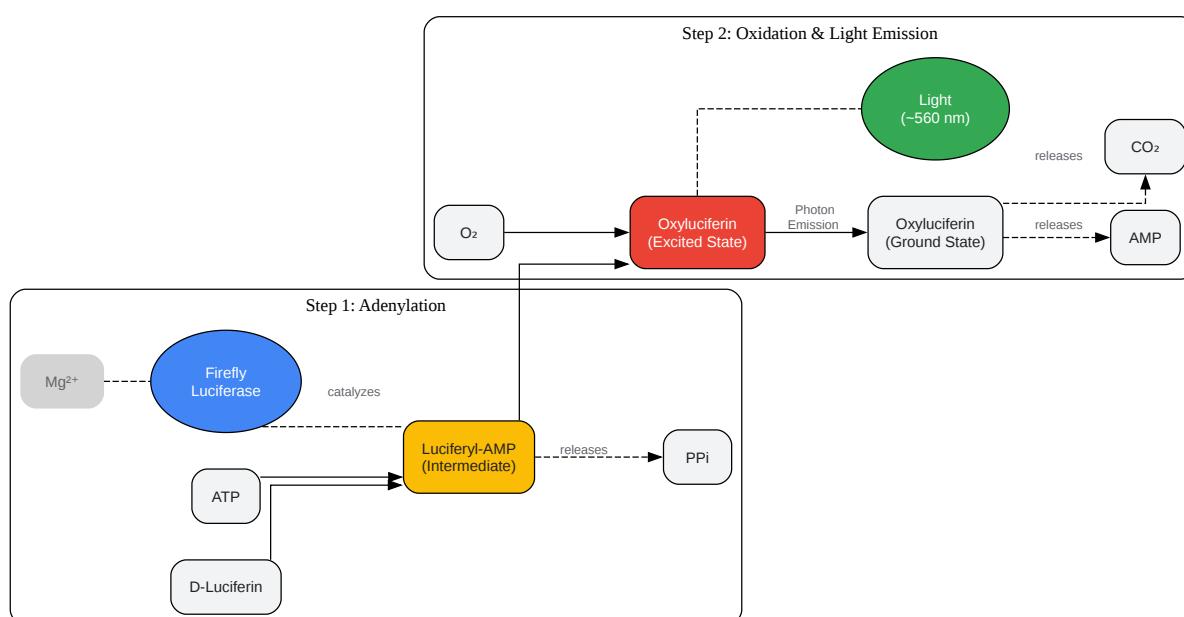 Step 2: Oxidation & Light Emission
Light
(~560 nm)
releases
CO₂
O₂
Oxyluciferin
(Excited State)
Photon
Emission
Oxyluciferin
(Ground State)
releases
AMP
Step 1: Adenylation
Mg²⁺
Firefly
Luciferase
catalyzes
Luciferyl-AMP
(Intermediate)
releases
PPi
ATP
D-Luciferin